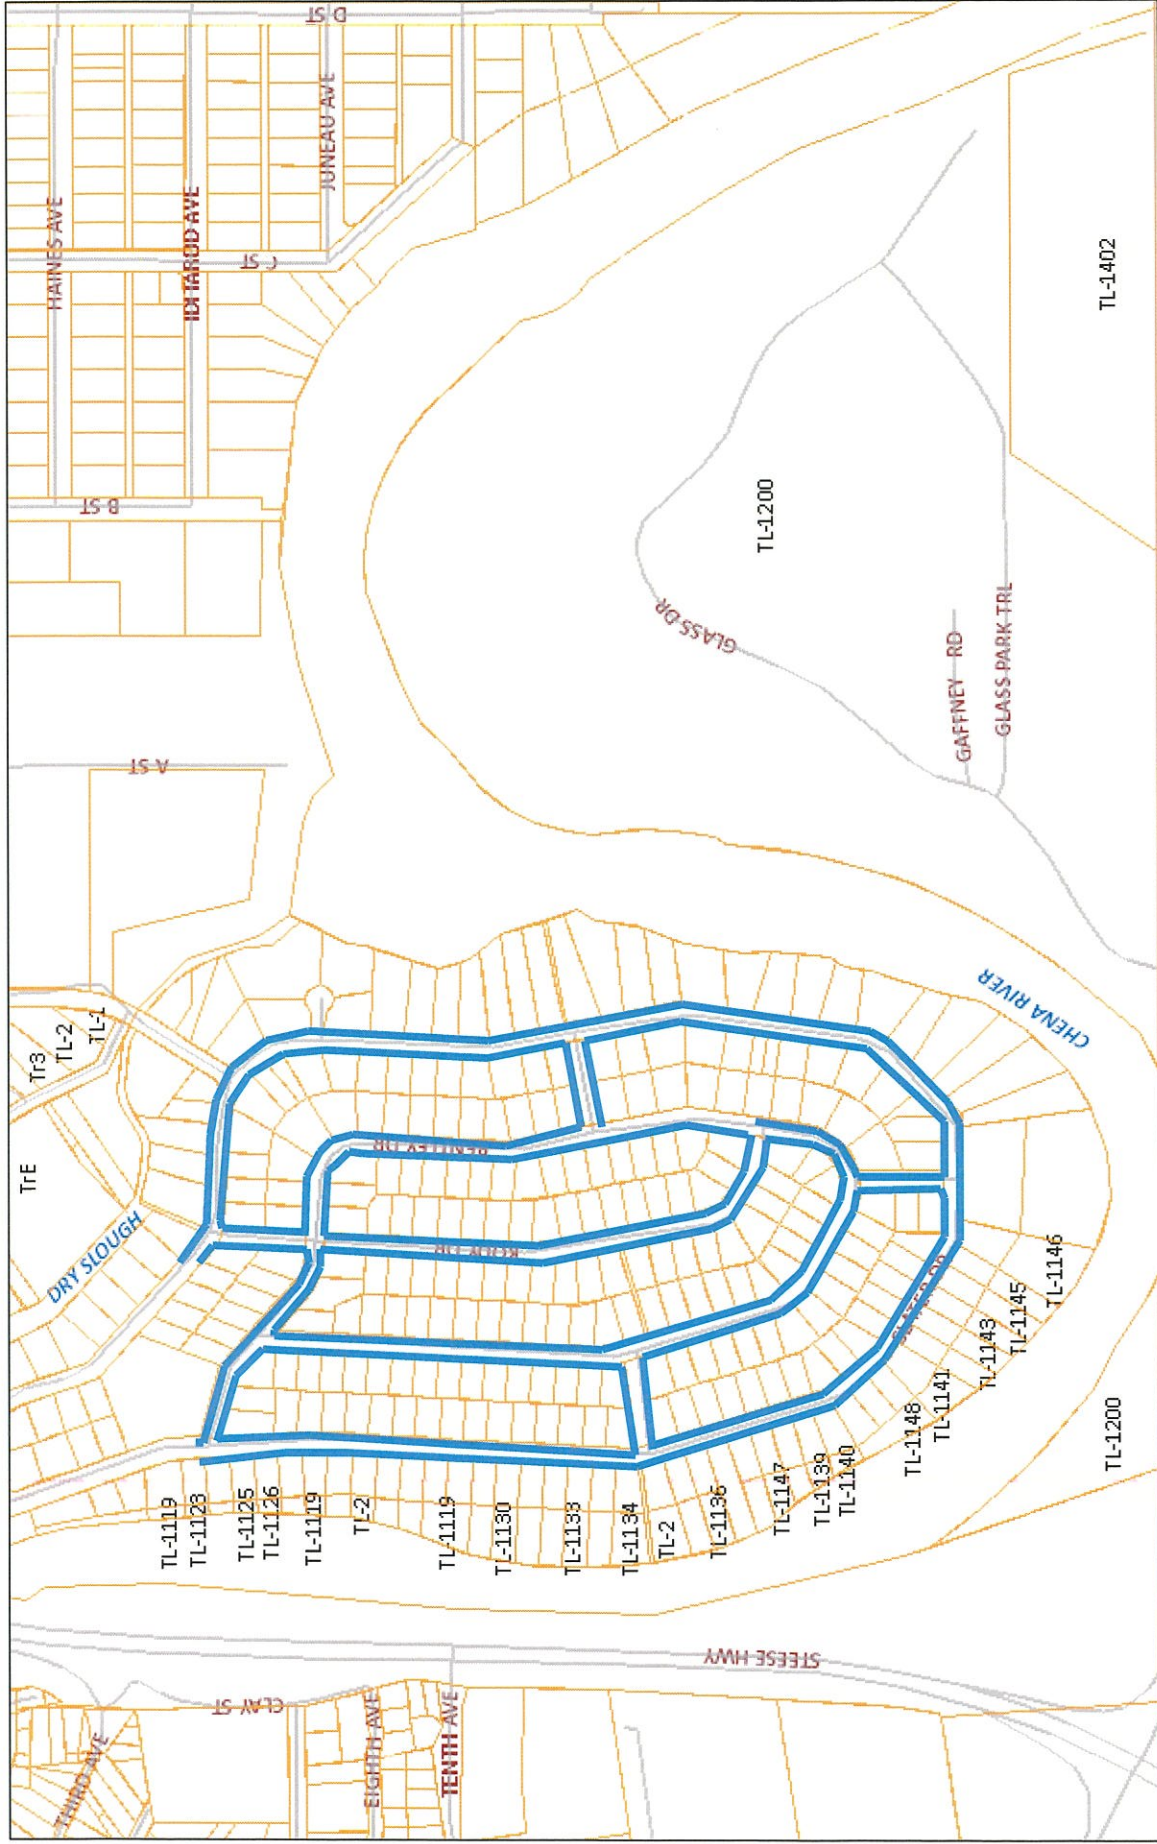 THIRD AVE
CLAY ST
EIGHTH AVE
TENTH AVE
STEESE HWY
TL-1119
TL-1123
TL-1125
TL-1126
TL-1119
TL-2
TL-1119
TL-1130
TL-1133
TL-1134
TL-2
TL-1136
TL-1147
TL-1139
TL-1140
TL-1148
TL-1141
TL-1143
TL-1145
TL-1146
TL-1200
DRY SLOUGH
TrE
Tr3
TL-2
TL-1
BENTLEY DR
SLATER DR
CHENA RIVER
A ST
B ST
C ST
D ST
HAINES AVE
IDITAROD AVE
JUNEAU AVE
GLASS DR
TL-1200
GAFFNEY RD
GLASS PARK TRL
TL-1402